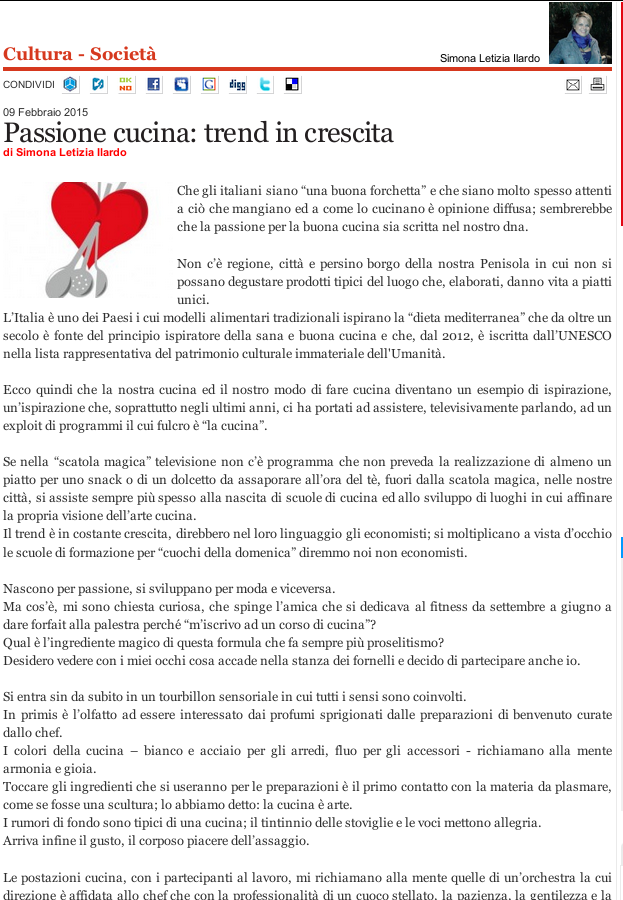 Cultura - Società
Simona Letizia Ilardo
CONDIVIDI
OK
NO
digg
09 Febbraio 2015
Passione cucina: trend in crescita
di Simona Letizia Ilardo
Che gli italiani siano “una buona forchetta” e che siano molto spesso attenti
a ciò che mangiano ed a come lo cucinano è opinione diffusa; sembrerebbe
che la passione per la buona cucina sia scritta nel nostro dna.
Non c’è regione, città e persino borgo della nostra Penisola in cui non si
possano degustare prodotti tipici del luogo che, elaborati, danno vita a piatti
unici.
L’Italia è uno dei Paesi i cui modelli alimentari tradizionali ispirano la “dieta mediterranea” che da oltre un
secolo è fonte del principio ispiratore della sana e buona cucina e che, dal 2012, è iscritta dall’UNESCO
nella lista rappresentativa del patrimonio culturale immateriale dell'Umanità.
Ecco quindi che la nostra cucina ed il nostro modo di fare cucina diventano un esempio di ispirazione,
un’ispirazione che, soprattutto negli ultimi anni, ci ha portati ad assistere, televisivamente parlando, ad un
exploit di programmi il cui fulcro è “la cucina”.
Se nella “scatola magica” televisione non c’è programma che non preveda la realizzazione di almeno un
piatto per uno snack o di un dolcetto da assaporare all’ora del tè, fuori dalla scatola magica, nelle nostre
città, si assiste sempre più spesso alla nascita di scuole di cucina ed allo sviluppo di luoghi in cui affinare
la propria visione dell’arte cucina.
Il trend è in costante crescita, direbbero nel loro linguaggio gli economisti; si moltiplicano a vista d’occhio
le scuole di formazione per “cuochi della domenica” diremmo noi non economisti.
Nascono per passione, si sviluppano per moda e viceversa.
Ma cos’è, mi sono chiesta curiosa, che spinge l’amica che si dedicava al fitness da settembre a giugno a
dare forfait alla palestra perché “m’iscrivo ad un corso di cucina”?
Qual è l’ingrediente magico di questa formula che fa sempre più proselitismo?
Desidero vedere con i miei occhi cosa accade nella stanza dei fornelli e decido di partecipare anche io.
Si entra sin da subito in un tourbillon sensoriale in cui tutti i sensi sono coinvolti.
In primis è l’olfatto ad essere interessato dai profumi sprigionati dalle preparazioni di benvenuto curate
dallo chef.
I colori della cucina – bianco e acciaio per gli arredi, fluo per gli accessori - richiamano alla mente
armonia e gioia.
Toccare gli ingredienti che si useranno per le preparazioni è il primo contatto con la materia da plasmare,
come se fosse una scultura; lo abbiamo detto: la cucina è arte.
I rumori di fondo sono tipici di una cucina; il tintinnio delle stoviglie e le voci mettono allegria.
Arriva infine il gusto, il corposo piacere dell’assaggio.
Le postazioni cucina, con i partecipanti al lavoro, mi richiamano alla mente quelle di un’orchestra la cui
direzione è affidata allo chef che con la professionalità di un cuoco stellato, la pazienza, la gentilezza e la